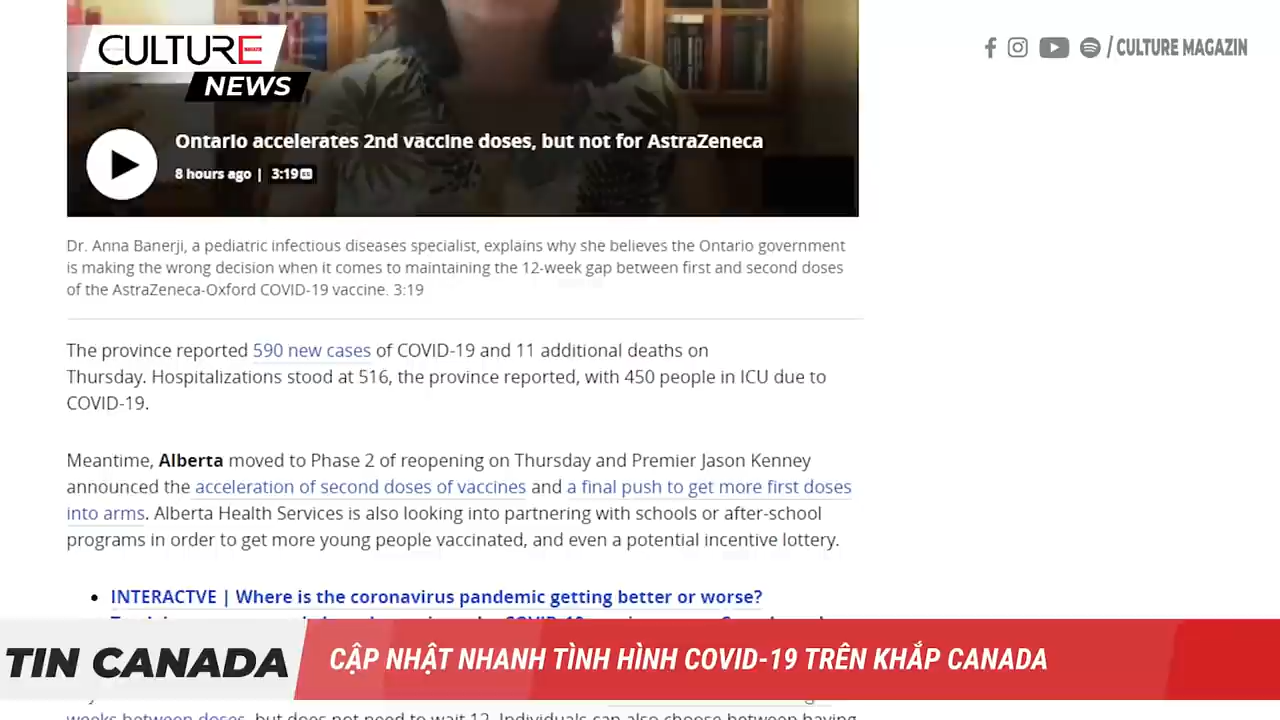 CULTURE
NEWS
/ CULTURE MAGAZIN
Ontario accelerates 2nd vaccine doses, but not for AstraZeneca
8 hours ago | 3:19
Dr. Anna Banerji, a pediatric infectious diseases specialist, explains why she believes the Ontario government
is making the wrong decision when it comes to maintaining the 12-week gap between first and second doses
of the AstraZeneca-Oxford COVID-19 vaccine. 3:19
The province reported 590 new cases of COVID-19 and 11 additional deaths on
Thursday. Hospitalizations stood at 516, the province reported, with 450 people in ICU due to
COVID-19.
Meantime, Alberta moved to Phase 2 of reopening on Thursday and Premier Jason Kenney
announced the acceleration of second doses of vaccines and a final push to get more first doses
into arms. Alberta Health Services is also looking into partnering with schools or after-school
programs in order to get more young people vaccinated, and even a potential incentive lottery.
• INTERACTVE | Where is the coronavirus pandemic getting better or worse?
TIN CANADA
CẬP NHẬT NHANH TÌNH HÌNH COVID-19 TRÊN KHẮP CANADA
weeks between doses, but does not need to wait 12. Individuals can also choose between having